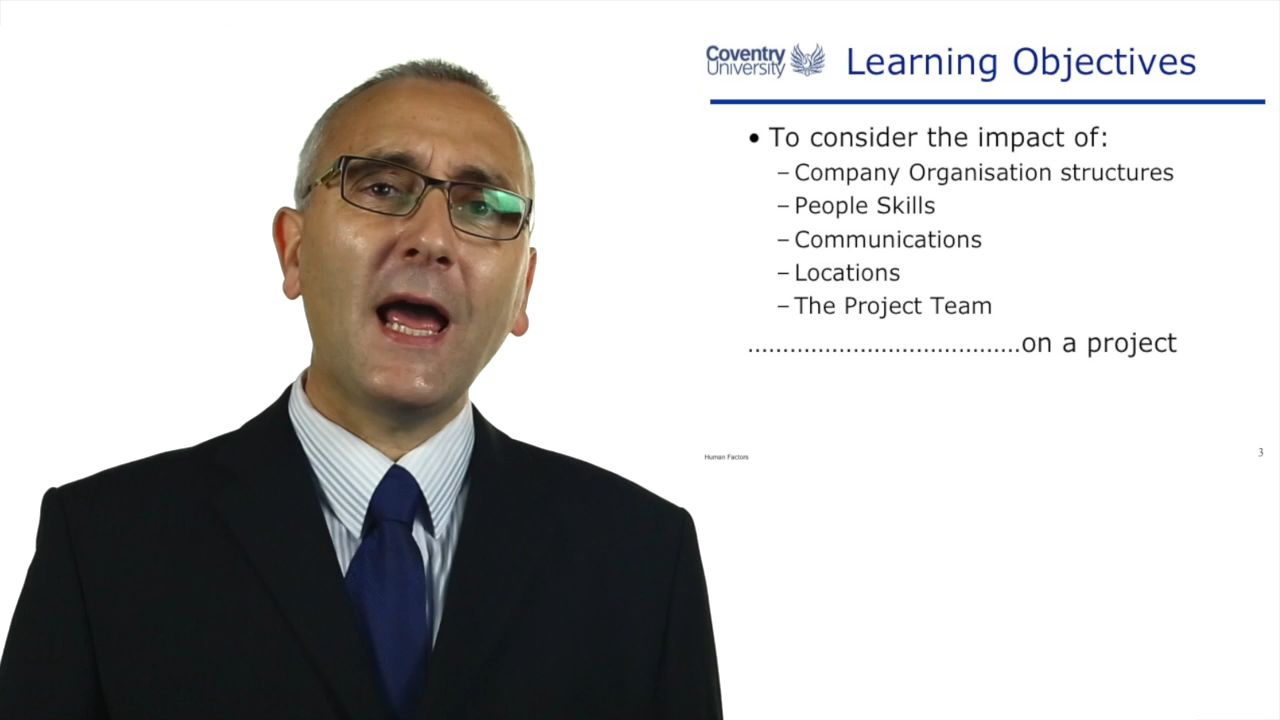 Coventry
University
Learning Objectives
• To consider the impact of:
– Company Organisation structures
– People Skills
– Communications
– Locations
– The Project Team
.......................................on a project
Human Factors
3